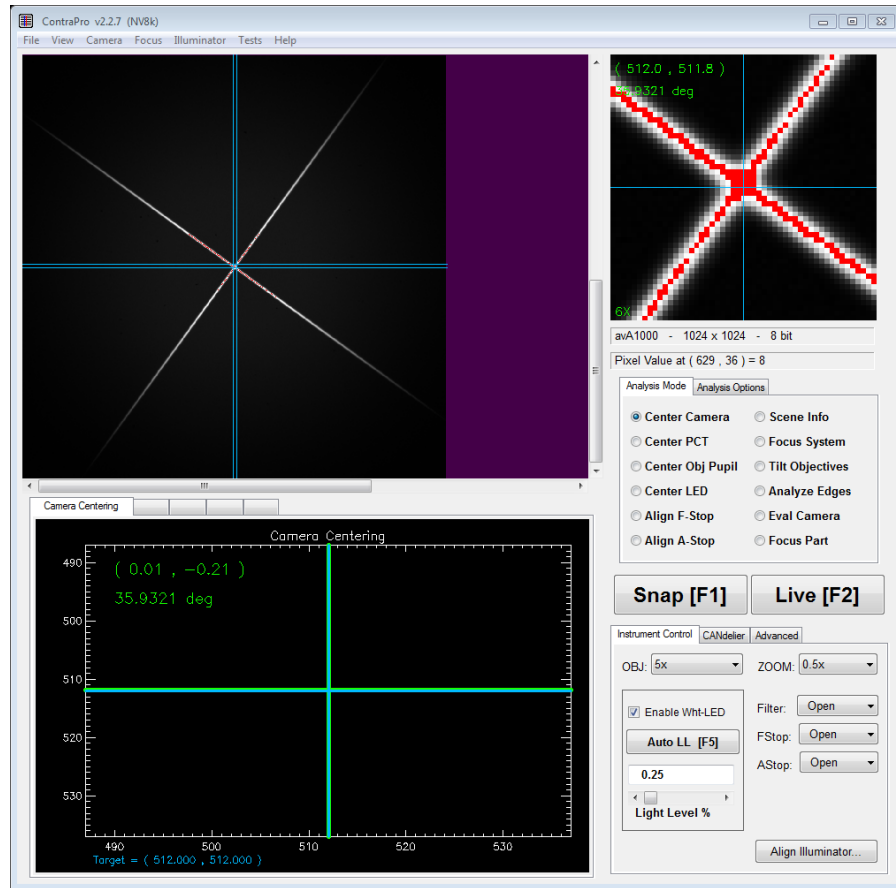 ContraPro v2.2.7 (NV8k)
File View Camera Focus Illuminator Tests Help
( 512.0 , 511.8 )
35.9321 deg
6X
avA1000 - 1024 x 1024 - 8 bit
Pixel Value at ( 629 , 36 ) = 8
Analysis Mode Analysis Options
Center Camera Scene Info
Center PCT Focus System
Center Obj Pupil Tilt Objectives
Center LED Analyze Edges
Align F-Stop Eval Camera
Align A-Stop Focus Part
Camera Centering
Camera Centering
( 0.01 , -0.21 )
35.9321 deg
490
500
510
520
530
490 500 510 520 530
Target = ( 512.000 , 512.000 )
Snap [F1] Live [F2]
Instrument Control CANdelier Advanced
OBJ: 5x ZOOM: 0.5x
Enable Wht-LED Filter: Open
Auto LL [F5] FStop: Open
0.25 AStop: Open
Light Level %
Align Illuminator...